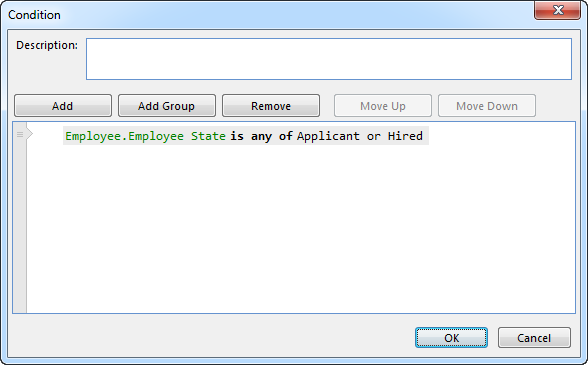 Condition
Description:
Add Add Group Remove Move Up Move Down
Employee.Employee State is any of Applicant or Hired
OK Cancel